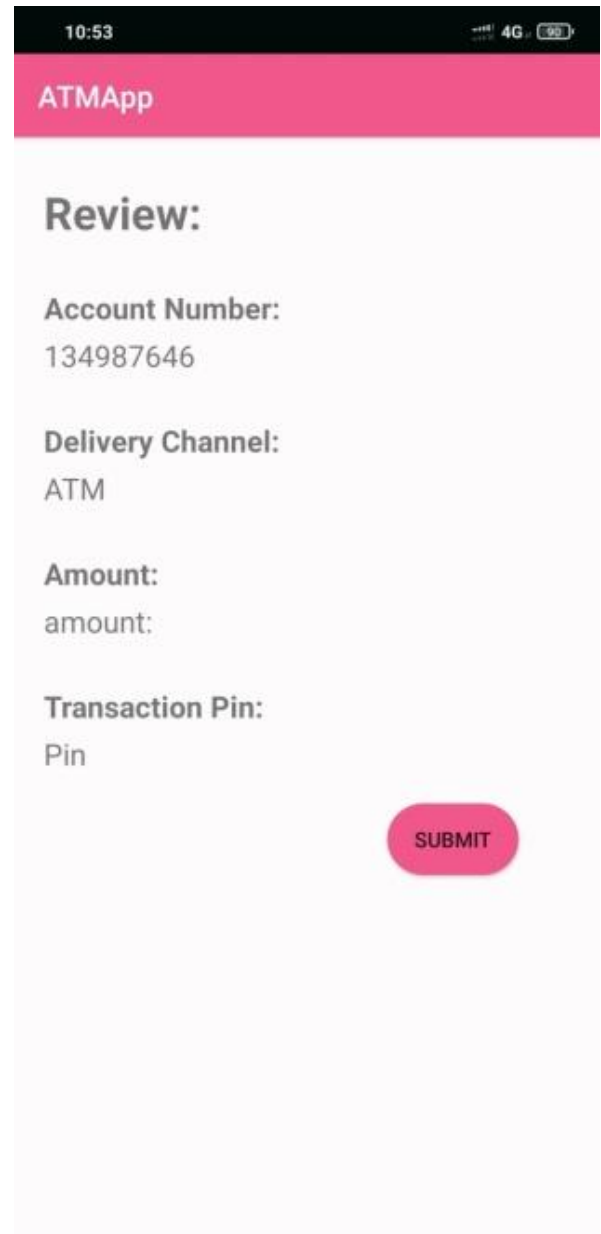 10:53 4G 90
ATMApp
Review:
Account Number:
134987646
Delivery Channel:
ATM
Amount:
amount:
Transaction Pin:
Pin
SUBMIT